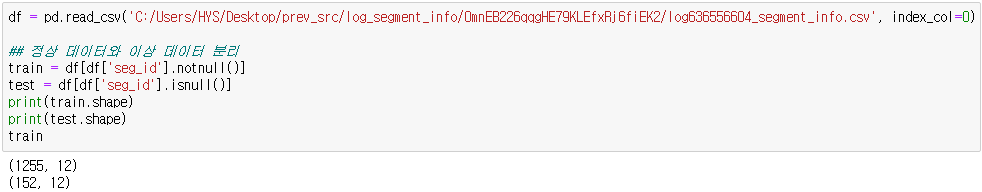 df = pd.read_csv('C:/Users/HYS/Desktop/prev_src/log_segment_info/0mnEB226qqgHE79KLEfxRj6fiEK2/log636556604_segment_info.csv', index_col=0)
## 정상 데이터와 이상 데이터 분리
train = df[df['seg_id'].notnull()]
test = df[df['seg_id'].isnull()]
print(train.shape)
print(test.shape)
train
(1255, 12)
(152, 12)